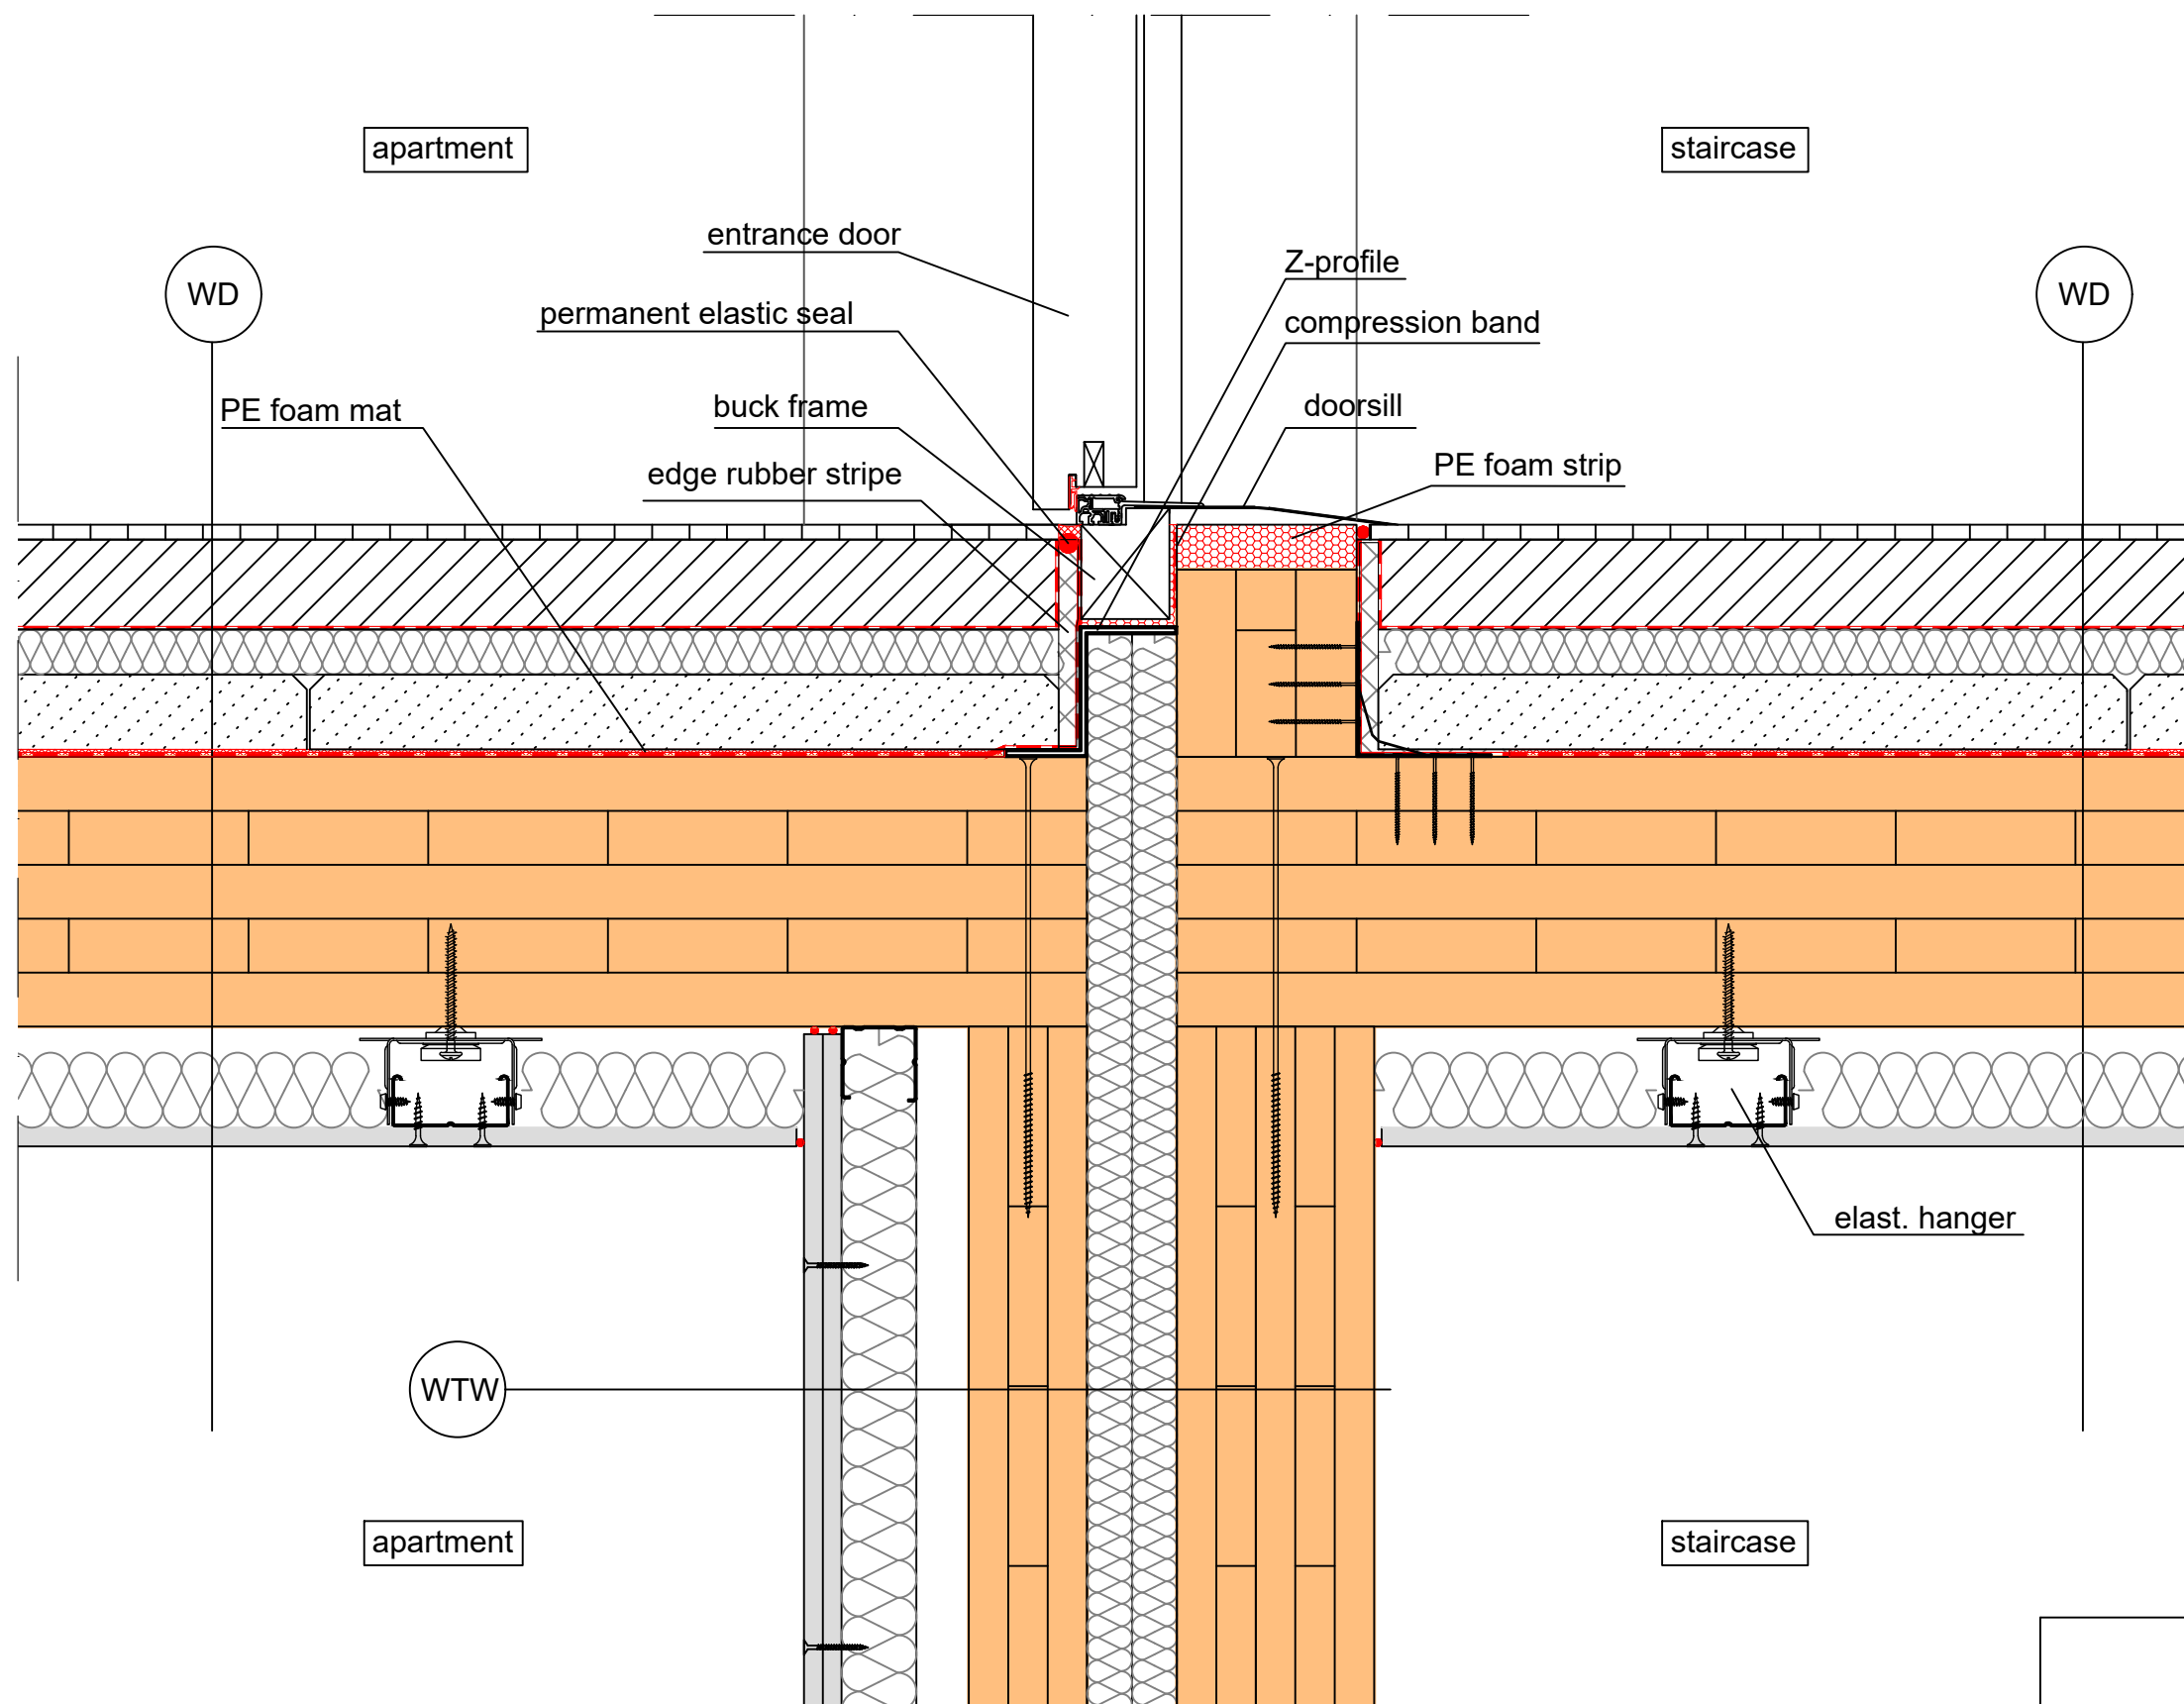 apartment
staircase
entrance door
Z-profile
WD
WD
permanent elastic seal
compression band
PE foam mat
buck frame
doorsill
edge rubber stripe
PE foam strip
elast. hanger
WTW
apartment
staircase